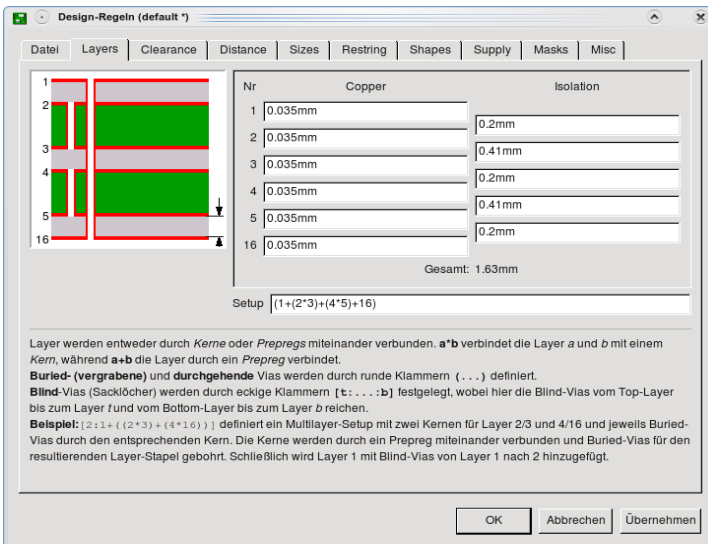 Design-Regeln (default *)
Datei Layers Clearance Distance Sizes Restring Shapes Supply Masks Misc
1
2
3
4
5
16
Nr Copper Isolation
1 0.035mm
0.2mm
2 0.035mm
0.41mm
3 0.035mm
0.2mm
4 0.035mm
0.41mm
5 0.035mm
0.2mm
16 0.035mm
Gesamt: 1.63mm
Setup (1+(2*3)+(4*5)+16)
Layer werden entweder durch Kerne oder Prepregs miteinander verbunden. a*b verbindet die Layer a und b mit einem
Kern, während a+b die Layer durch ein Prepreg verbindet.
Buried- (vergrabene) und durchgehende Vias werden durch runde Klammern (...) definiert.
Blind-Vias (Sacklöcher) werden durch eckige Klammern [t:...:b] festgelegt, wobei hier die Blind-Vias vom Top-Layer
bis zum Layer t und vom Bottom-Layer bis zum Layer b reichen.
Beispiel: [2:1+((2*3)+(4*16))] definiert ein Multilayer-Setup mit zwei Kernen für Layer 2/3 und 4/16 und jeweils Buried-
Vias durch den entsprechenden Kern. Die Kerne werden durch ein Prepreg miteinander verbunden und Buried-Vias für den
resultierenden Layer-Stapel gebohrt. Schließlich wird Layer 1 mit Blind-Vias von Layer 1 nach 2 hinzugefügt.
OK Abbrechen Übernehmen